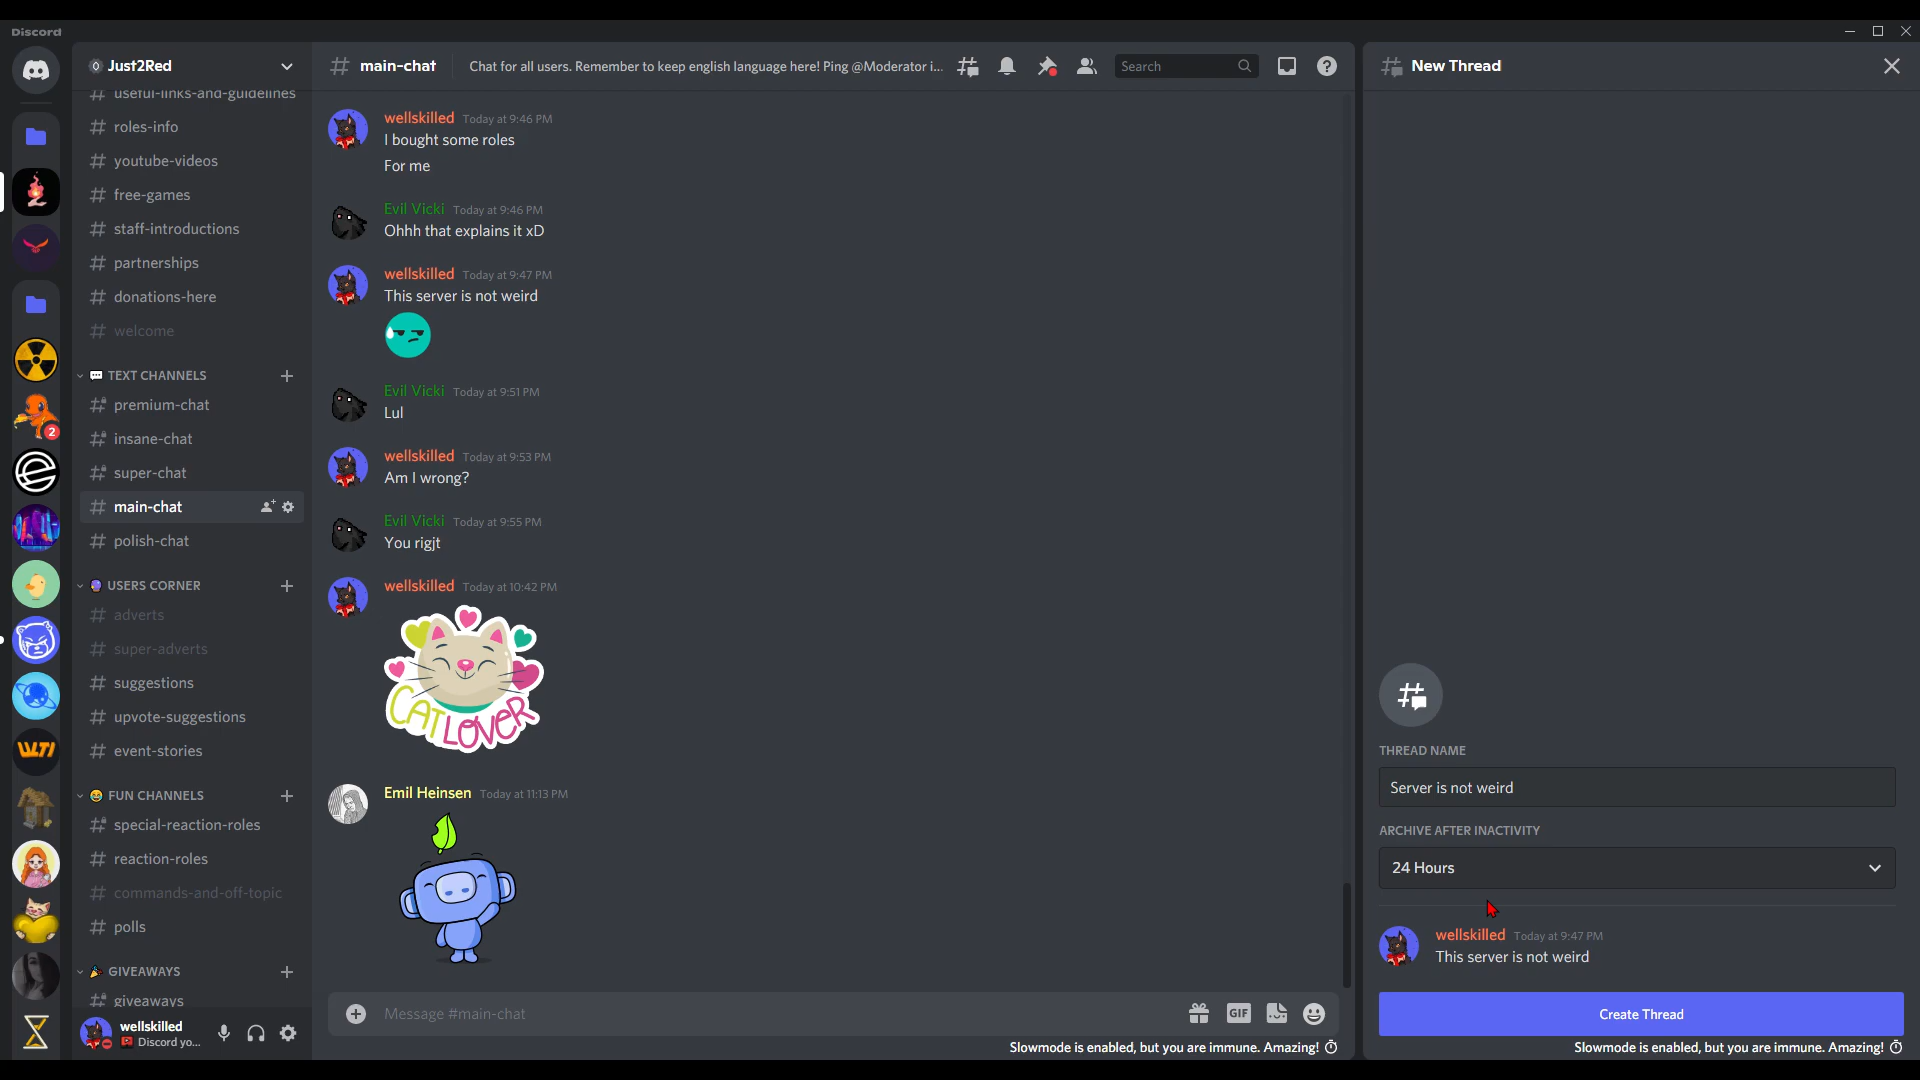 Discord
Just2Red
useful-links-and-guidelines
roles-info
youtube-videos
free-games
staff-introductions
partnerships
donations-here
welcome
TEXT CHANNELS
premium-chat
insane-chat
super-chat
main-chat
polish-chat
USERS CORNER
adverts
super-adverts
suggestions
upvote-suggestions
event-stories
FUN CHANNELS
special-reaction-roles
reaction-roles
commands-and-off-topic
polls
GIVEAWAYS
giveaways
wellskilled
Discord yo...
2
ULTI
main-chat
Chat for all users. Remember to keep english language here! Ping @Moderator i...
Search
wellskilled Today at 9:46 PM
I bought some roles
For me
Evil Vicki Today at 9:46 PM
Ohhh that explains it xD
wellskilled Today at 9:47 PM
This server is not weird
Evil Vicki Today at 9:51 PM
Lul
wellskilled Today at 9:53 PM
Am I wrong?
Evil Vicki Today at 9:55 PM
You rigjt
wellskilled Today at 10:42 PM
CAT LOVER
Emil Heinsen Today at 11:13 PM
Message #main-chat
GIF
Slowmode is enabled, but you are immune. Amazing!
New Thread
THREAD NAME
Server is not weird
ARCHIVE AFTER INACTIVITY
24 Hours
wellskilled Today at 9:47 PM
This server is not weird
Create Thread
Slowmode is enabled, but you are immune. Amazing!